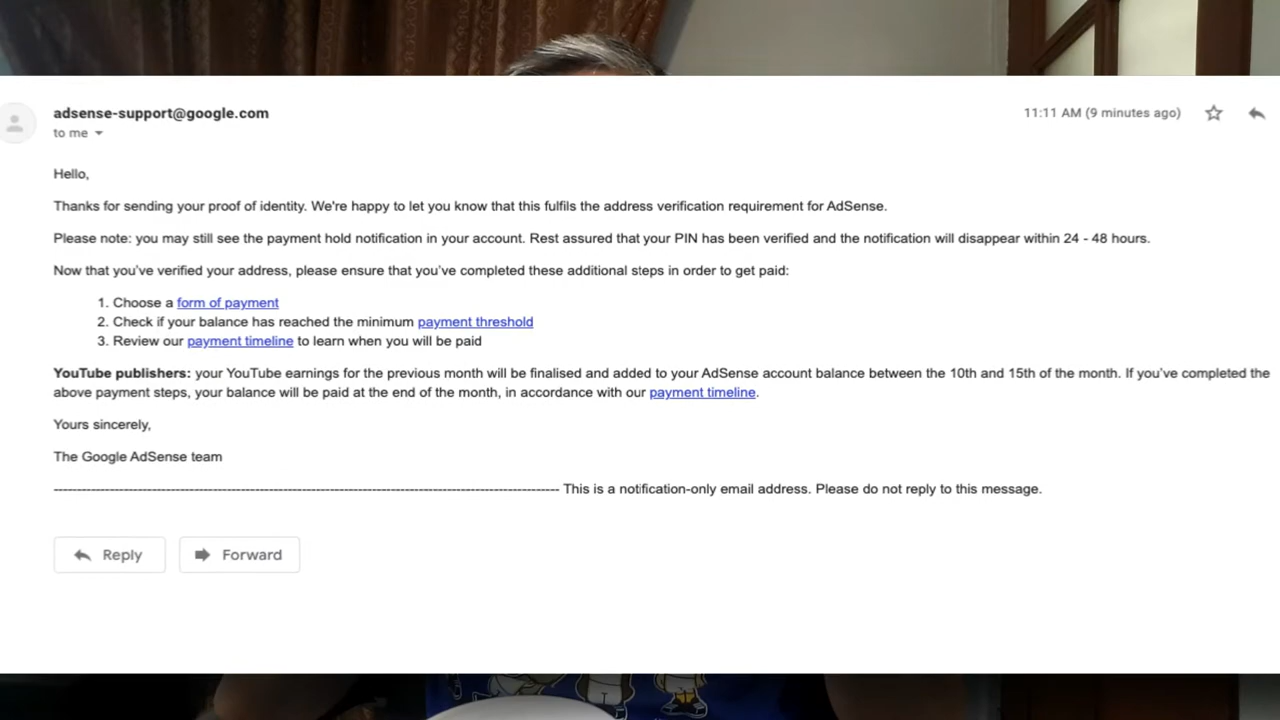 adsense-support@google.com
11:11 AM (9 minutes ago)
to me
Hello,
Thanks for sending your proof of identity. We're happy to let you know that this fulfils the address verification requirement for AdSense.
Please note: you may still see the payment hold notification in your account. Rest assured that your PIN has been verified and the notification will disappear within 24 - 48 hours.
Now that you've verified your address, please ensure that you've completed these additional steps in order to get paid:
1. Choose a form of payment
2. Check if your balance has reached the minimum payment threshold
3. Review our payment timeline to learn when you will be paid
YouTube publishers: your YouTube earnings for the previous month will be finalised and added to your AdSense account balance between the 10th and 15th of the month. If you've completed the
above payment steps, your balance will be paid at the end of the month, in accordance with our payment timeline.
Yours sincerely,
The Google AdSense team
---------------------------------------------------------------------------------------------------------------- This is a notification-only email address. Please do not reply to this message.
Reply
Forward